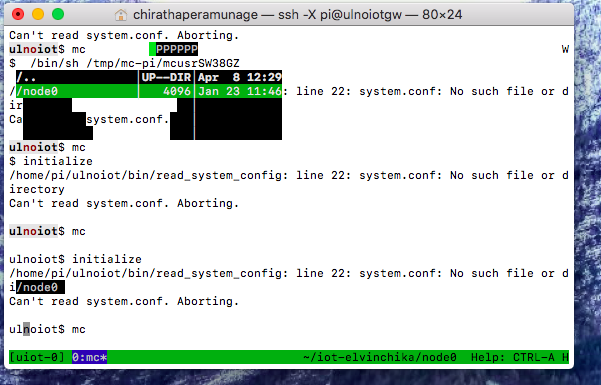 chirathaperamunage — ssh -X pi@ulnoiotgw — 80×24
Can't read system.conf. Aborting.
ulnoiot$ mc PPPPPP W
$  /bin/sh /tmp/mc-pi/mcusrSW38GZ
/.. UP--DIR Apr  8 12:29
//node0 4096 Jan 23 11:46: line 22: system.conf: No such file or d
ir
Ca system.conf.
ulnoiot$ mc
$ initialize
/home/pi/ulnoiot/bin/read_system_config: line 22: system.conf: No such file or d
irectory
Can't read system.conf. Aborting.
ulnoiot$ mc
ulnoiot$ initialize
/home/pi/ulnoiot/bin/read_system_config: line 22: system.conf: No such file or d
i/node0
Can't read system.conf. Aborting.
ulnoiot$ mc
[uiot-0] 0:mc* ~/iot-elvinchika/node0  Help: CTRL-A H